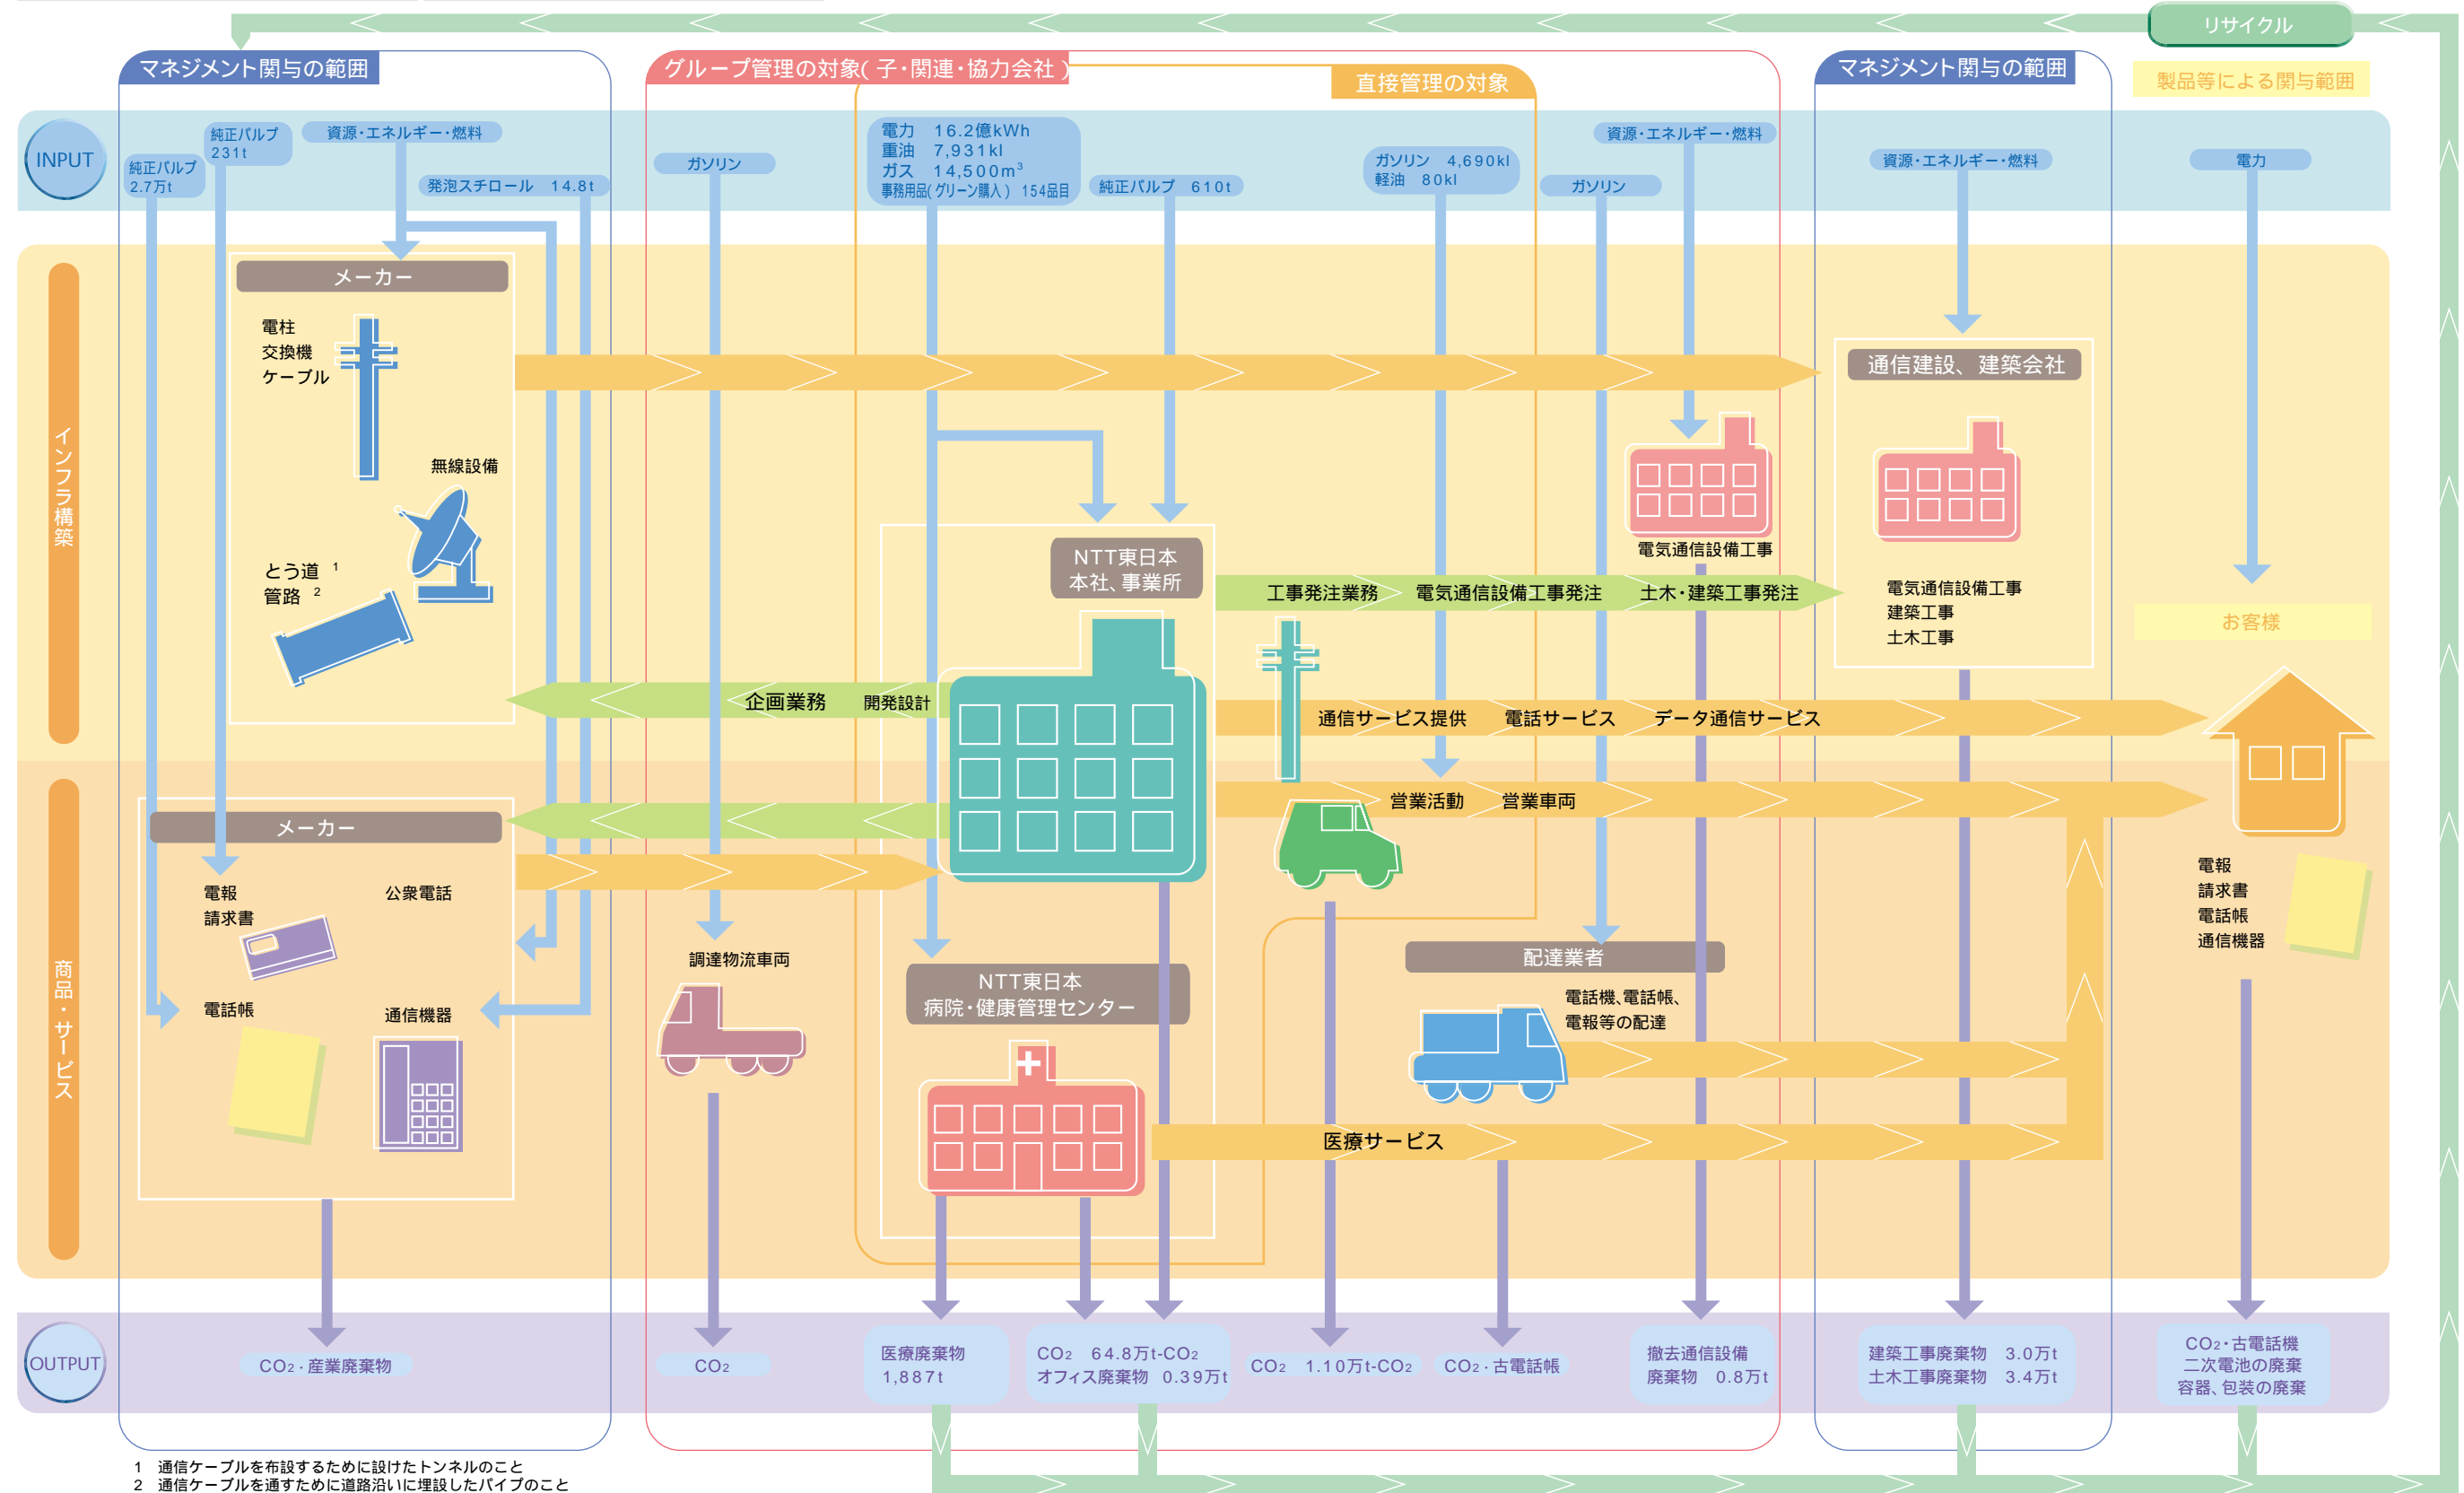 リサイクル
マネジメント関与の範囲
グループ管理の対象(子・関連・協力会社)
直接管理の対象
マネジメント関与の範囲
製品等による関与範囲
INPUT
純正パルプ
2.7万t
純正パルプ
231t
資源・エネルギー・燃料
発泡スチロール 14.8t
ガソリン
電力 16.2億kWh
重油 7,931kl
ガス 14,500m³
事務用品(グリーン購入) 154品目
純正パルプ 610t
ガソリン 4,690kl
軽油 80kl
ガソリン
資源・エネルギー・燃料
資源・エネルギー・燃料
電力
インフラ構築
メーカー
電柱
交換機
ケーブル
無線設備
とう道 1
管路 2
NTT東日本
本社、事業所
電気通信設備工事
通信建設、建築会社
電気通信設備工事
建築工事
土木工事
工事発注業務 電気通信設備工事発注 土木・建築工事発注
お客様
企画業務 開発設計
通信サービス提供 電話サービス データ通信サービス
商品・サービス
営業活動 営業車両
メーカー
電報
請求書
公衆電話
電話帳
通信機器
調達物流車両
NTT東日本
病院・健康管理センター
配達業者
電話機、電話帳、
電報等の配達
医療サービス
電報
請求書
電話帳
通信機器
OUTPUT
CO₂・産業廃棄物
CO₂
医療廃棄物
1,887t
CO₂ 64.8万t-CO₂
オフィス廃棄物 0.39万t
CO₂ 1.10万t-CO₂
CO₂・古電話帳
撤去通信設備
廃棄物 0.8万t
建築工事廃棄物 3.0万t
土木工事廃棄物 3.4万t
CO₂・古電話機
二次電池の廃棄
容器、包装の廃棄
1 通信ケーブルを布設するために設けたトンネルのこと
2 通信ケーブルを通すために道路沿いに埋設したパイプのこと